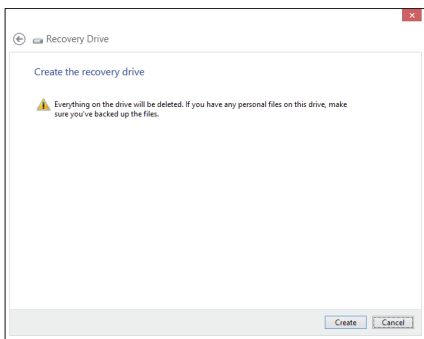 Recovery Drive
Create the recovery drive
Everything on the drive will be deleted. If you have any personal files on this drive, make
sure you've backed up the files.
Create Cancel